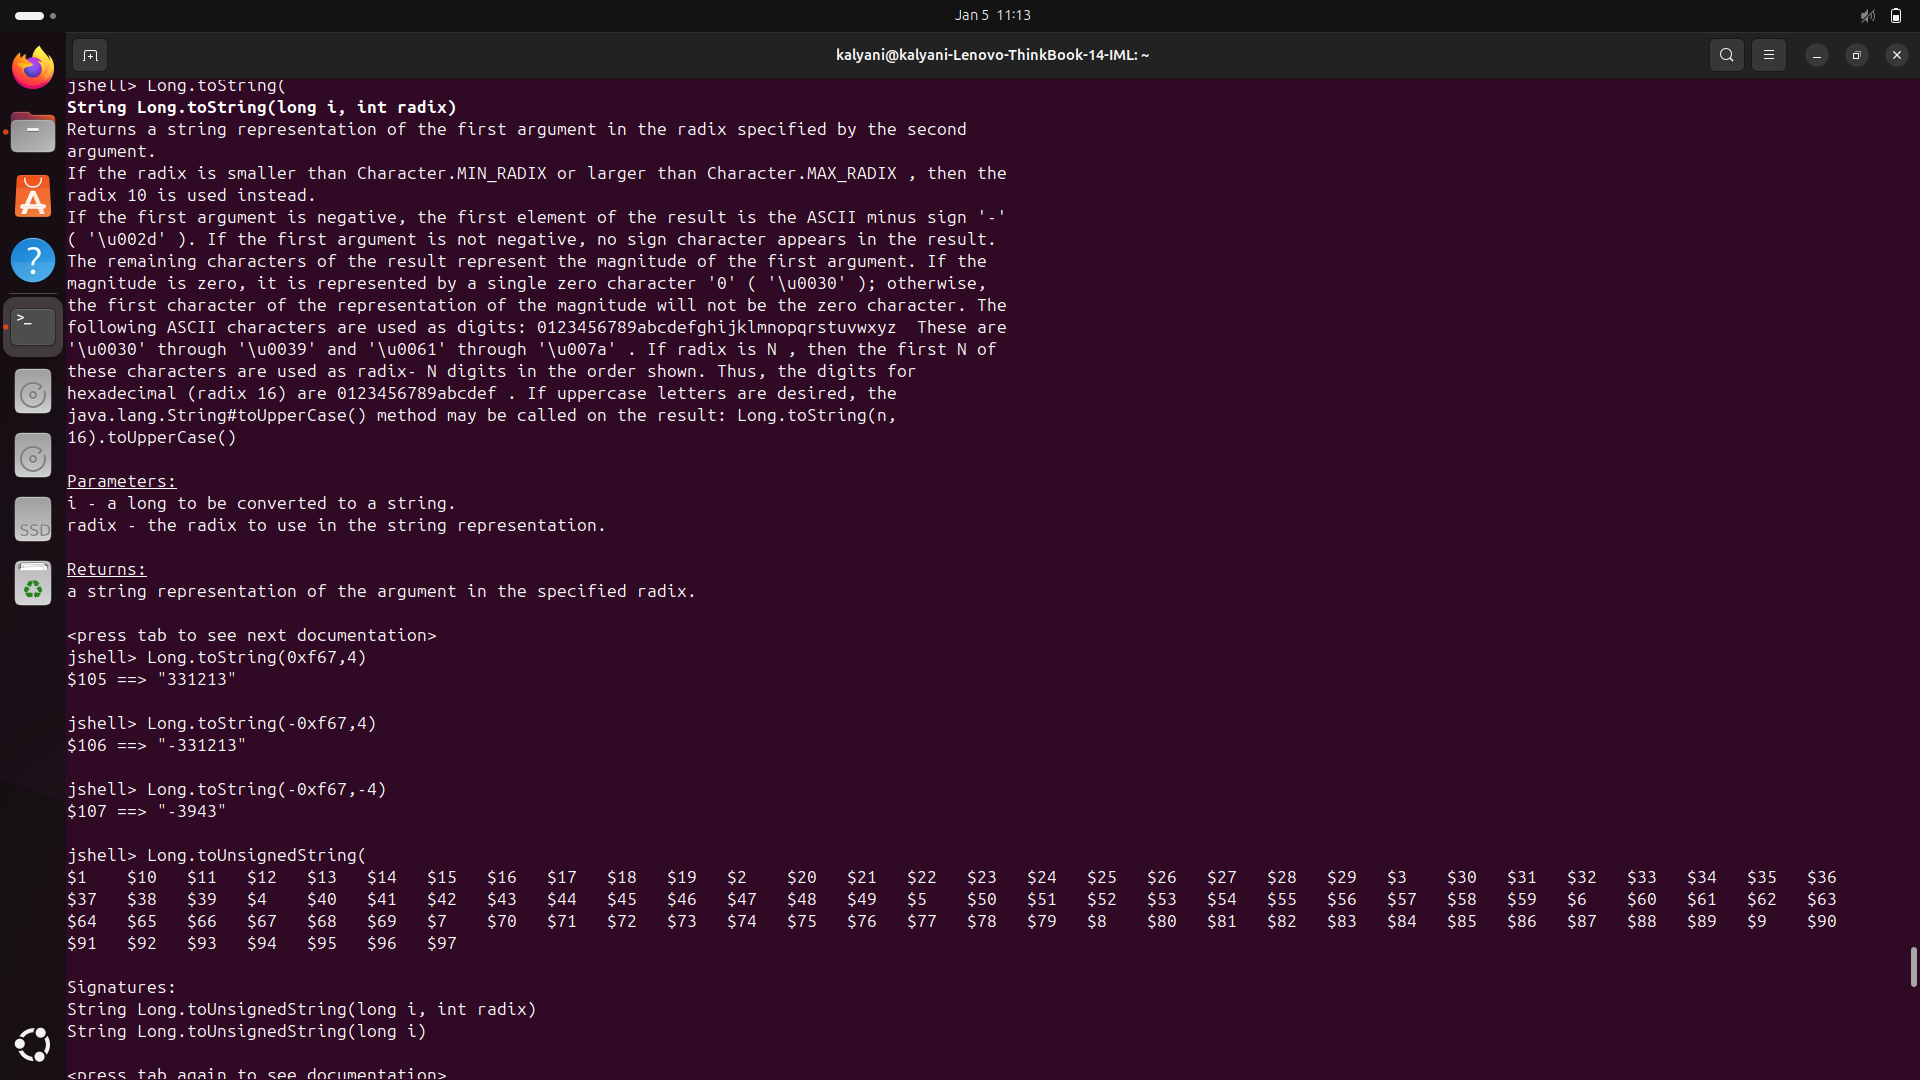 Jan 5 11:13
kalyani@kalyani-Lenovo-ThinkBook-14-IML: ~
jshell> Long.toString(
String Long.toString(long i, int radix)
Returns a string representation of the first argument in the radix specified by the second
argument.
If the radix is smaller than Character.MIN_RADIX or larger than Character.MAX_RADIX , then the
radix 10 is used instead.
If the first argument is negative, the first element of the result is the ASCII minus sign '-'
( '\u002d' ). If the first argument is not negative, no sign character appears in the result.
The remaining characters of the result represent the magnitude of the first argument. If the
magnitude is zero, it is represented by a single zero character '0' ( '\u0030' ); otherwise,
the first character of the representation of the magnitude will not be the zero character. The
following ASCII characters are used as digits: 0123456789abcdefghijklmnopqrstuvwxyz  These are
'\u0030' through '\u0039' and '\u0061' through '\u007a' . If radix is N , then the first N of
these characters are used as radix- N digits in the order shown. Thus, the digits for
hexadecimal (radix 16) are 0123456789abcdef . If uppercase letters are desired, the
java.lang.String#toUpperCase() method may be called on the result: Long.toString(n,
16).toUpperCase()
Parameters:
i - a long to be converted to a string.
radix - the radix to use in the string representation.
Returns:
a string representation of the argument in the specified radix.
<press tab to see next documentation>
jshell> Long.toString(0xf67,4)
$105 ==> "331213"
jshell> Long.toString(-0xf67,4)
$106 ==> "-331213"
jshell> Long.toString(-0xf67,-4)
$107 ==> "-3943"
jshell> Long.toUnsignedString(
$1 $10 $11 $12 $13 $14 $15 $16 $17 $18 $19 $2 $20 $21 $22 $23 $24 $25 $26 $27 $28 $29 $3 $30 $31 $32 $33 $34 $35 $36
$37 $38 $39 $4 $40 $41 $42 $43 $44 $45 $46 $47 $48 $49 $5 $50 $51 $52 $53 $54 $55 $56 $57 $58 $59 $6 $60 $61 $62 $63
$64 $65 $66 $67 $68 $69 $7 $70 $71 $72 $73 $74 $75 $76 $77 $78 $79 $8 $80 $81 $82 $83 $84 $85 $86 $87 $88 $89 $9 $90
$91 $92 $93 $94 $95 $96 $97
Signatures:
String Long.toUnsignedString(long i, int radix)
String Long.toUnsignedString(long i)
<press tab again to see documentation>
SSD